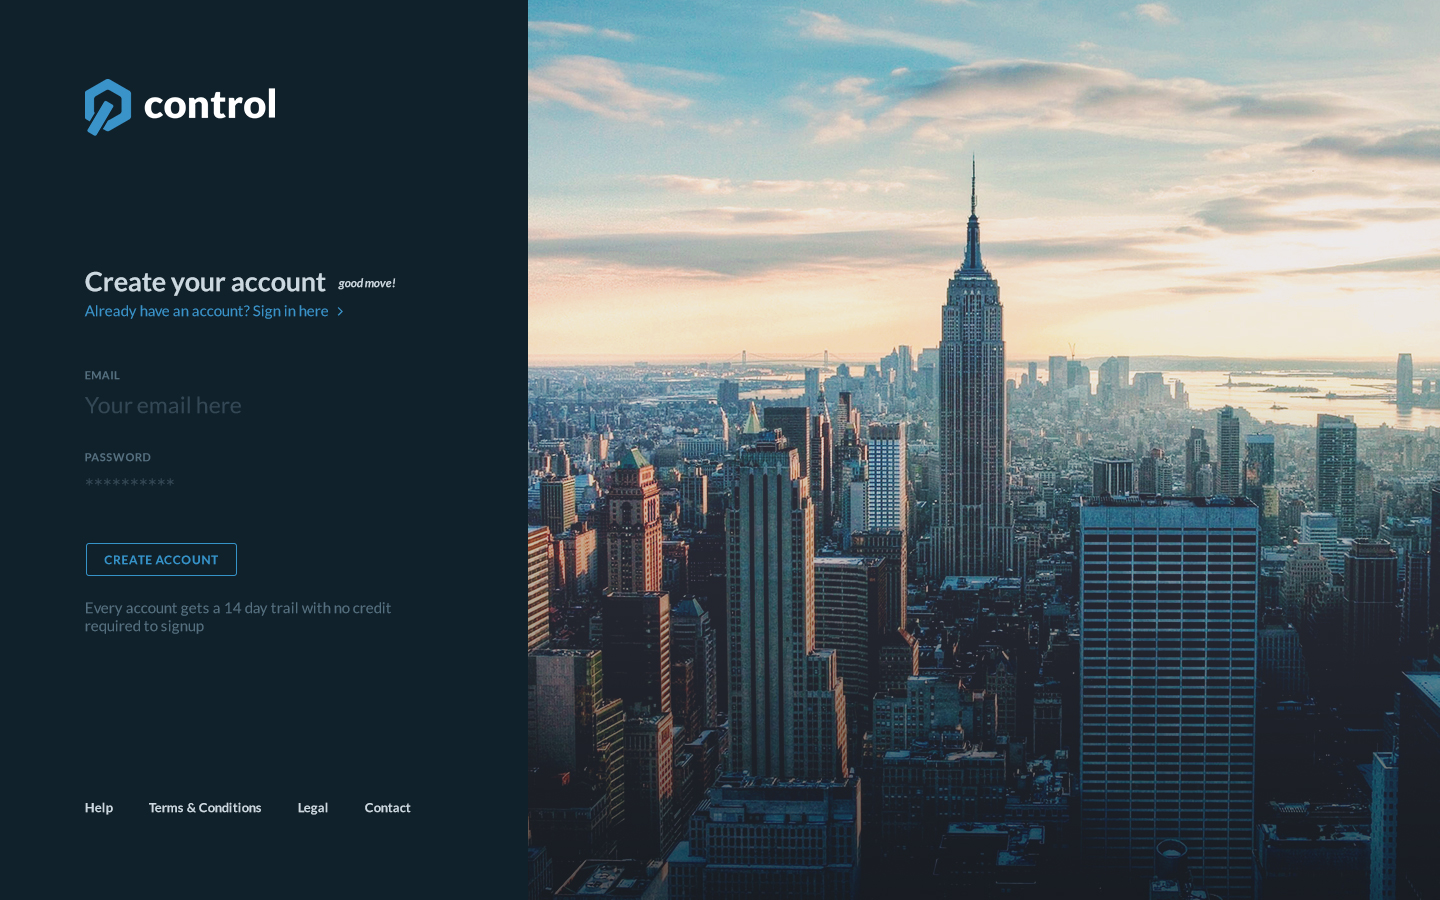 control
Create your account good move!
Already have an account? Sign in here
EMAIL
Your email here
PASSWORD
**********
CREATE ACCOUNT
Every account gets a 14 day trail with no credit
required to signup
Help Terms & Conditions Legal Contact